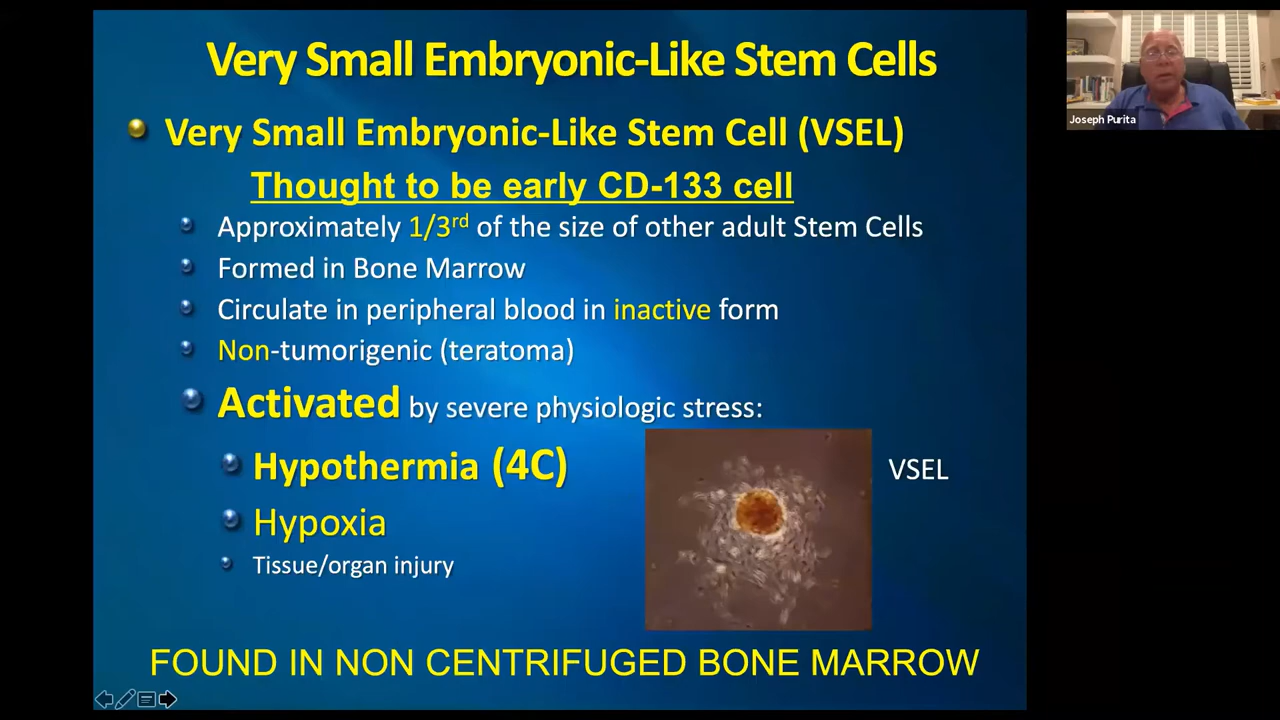 Very Small Embryonic-Like Stem Cells
Very Small Embryonic-Like Stem Cell (VSEL)
Thought to be early CD-133 cell
Approximately 1/3rd of the size of other adult Stem Cells
Formed in Bone Marrow
Circulate in peripheral blood in inactive form
Non-tumorigenic (teratoma)
Activated by severe physiologic stress:
Hypothermia (4C)
Hypoxia
Tissue/organ injury
VSEL
FOUND IN NON CENTRIFUGED BONE MARROW
Joseph Purita